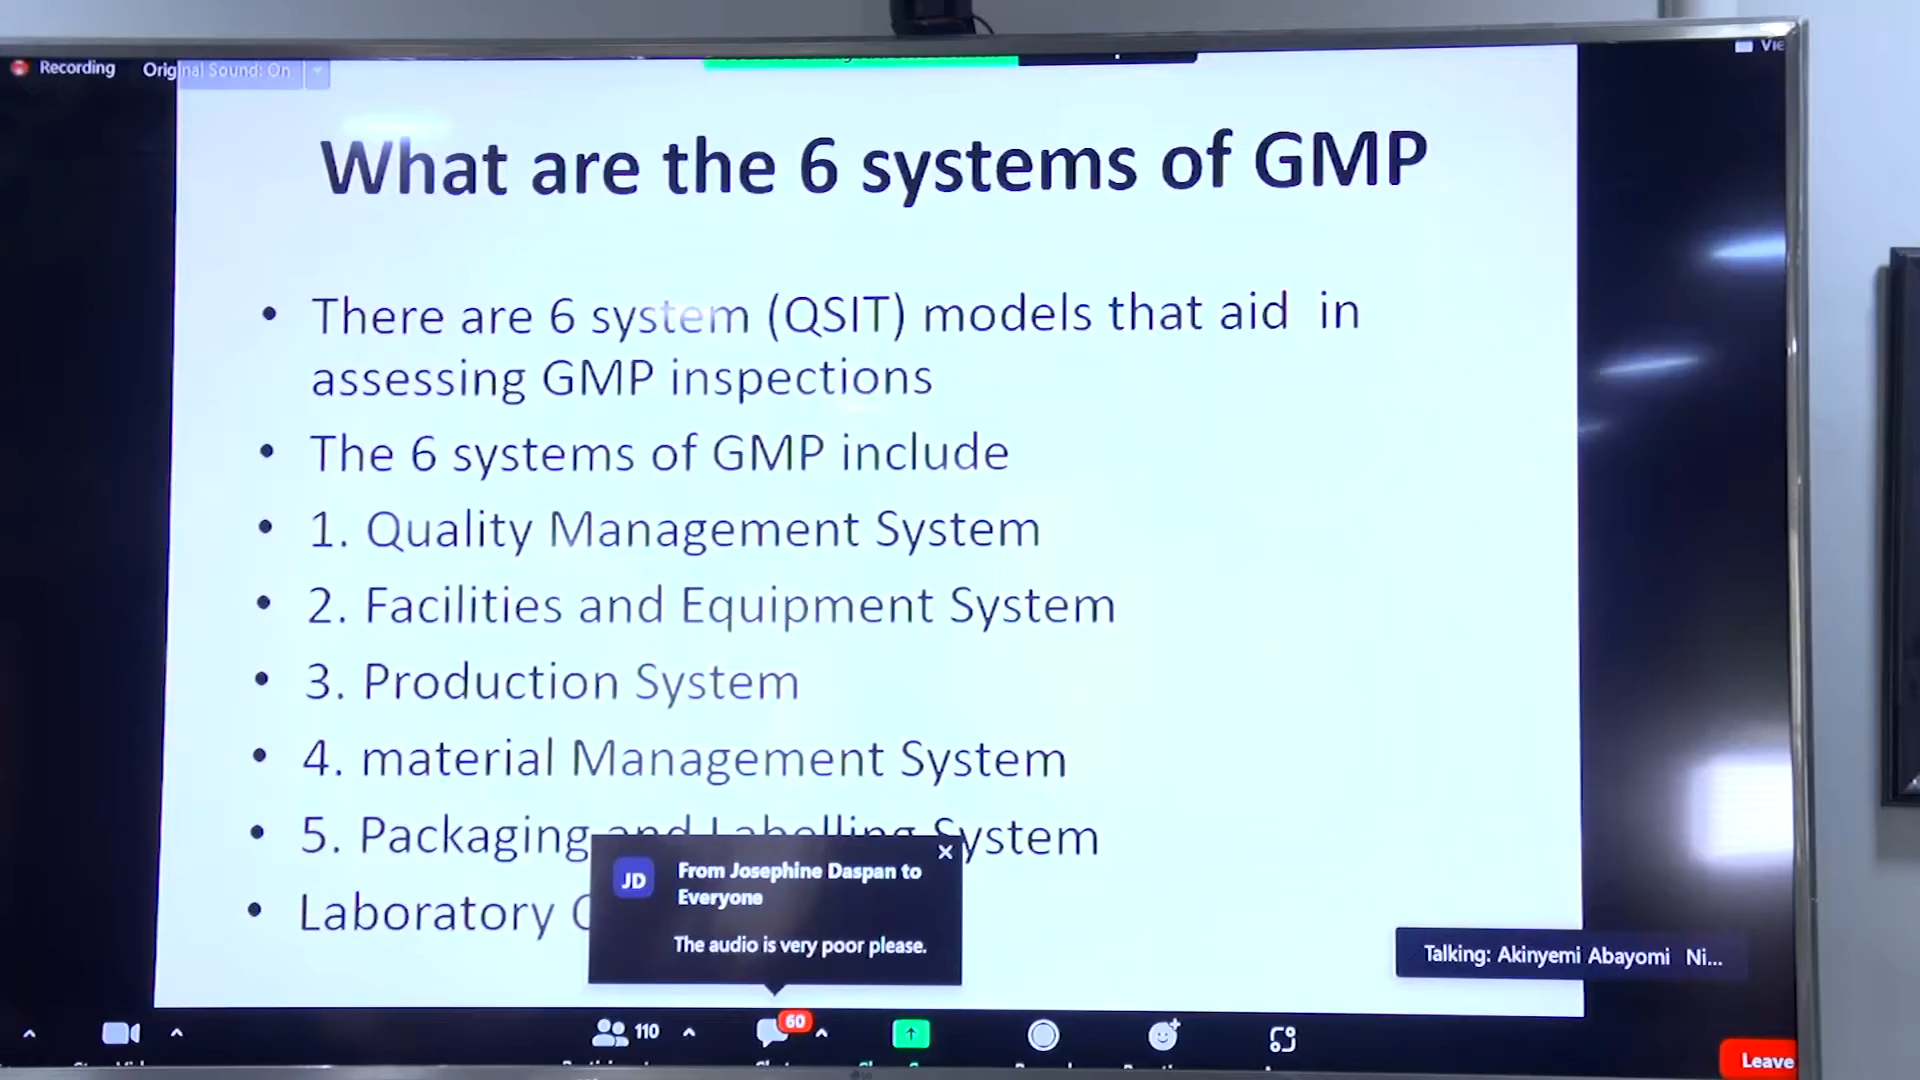 Recording
Original Sound: On
Vie
What are the 6 systems of GMP
• There are 6 system (QSIT) models that aid in
assessing GMP inspections
• The 6 systems of GMP include
• 1. Quality Management System
• 2. Facilities and Equipment System
• 3. Production System
• 4. material Management System
• 5. Packaging and Labelling System
• Laboratory
JD
From Josephine Daspan to
Everyone
The audio is very poor please.
Talking: Akinyemi Abayomi Ni...
110
60
Leave